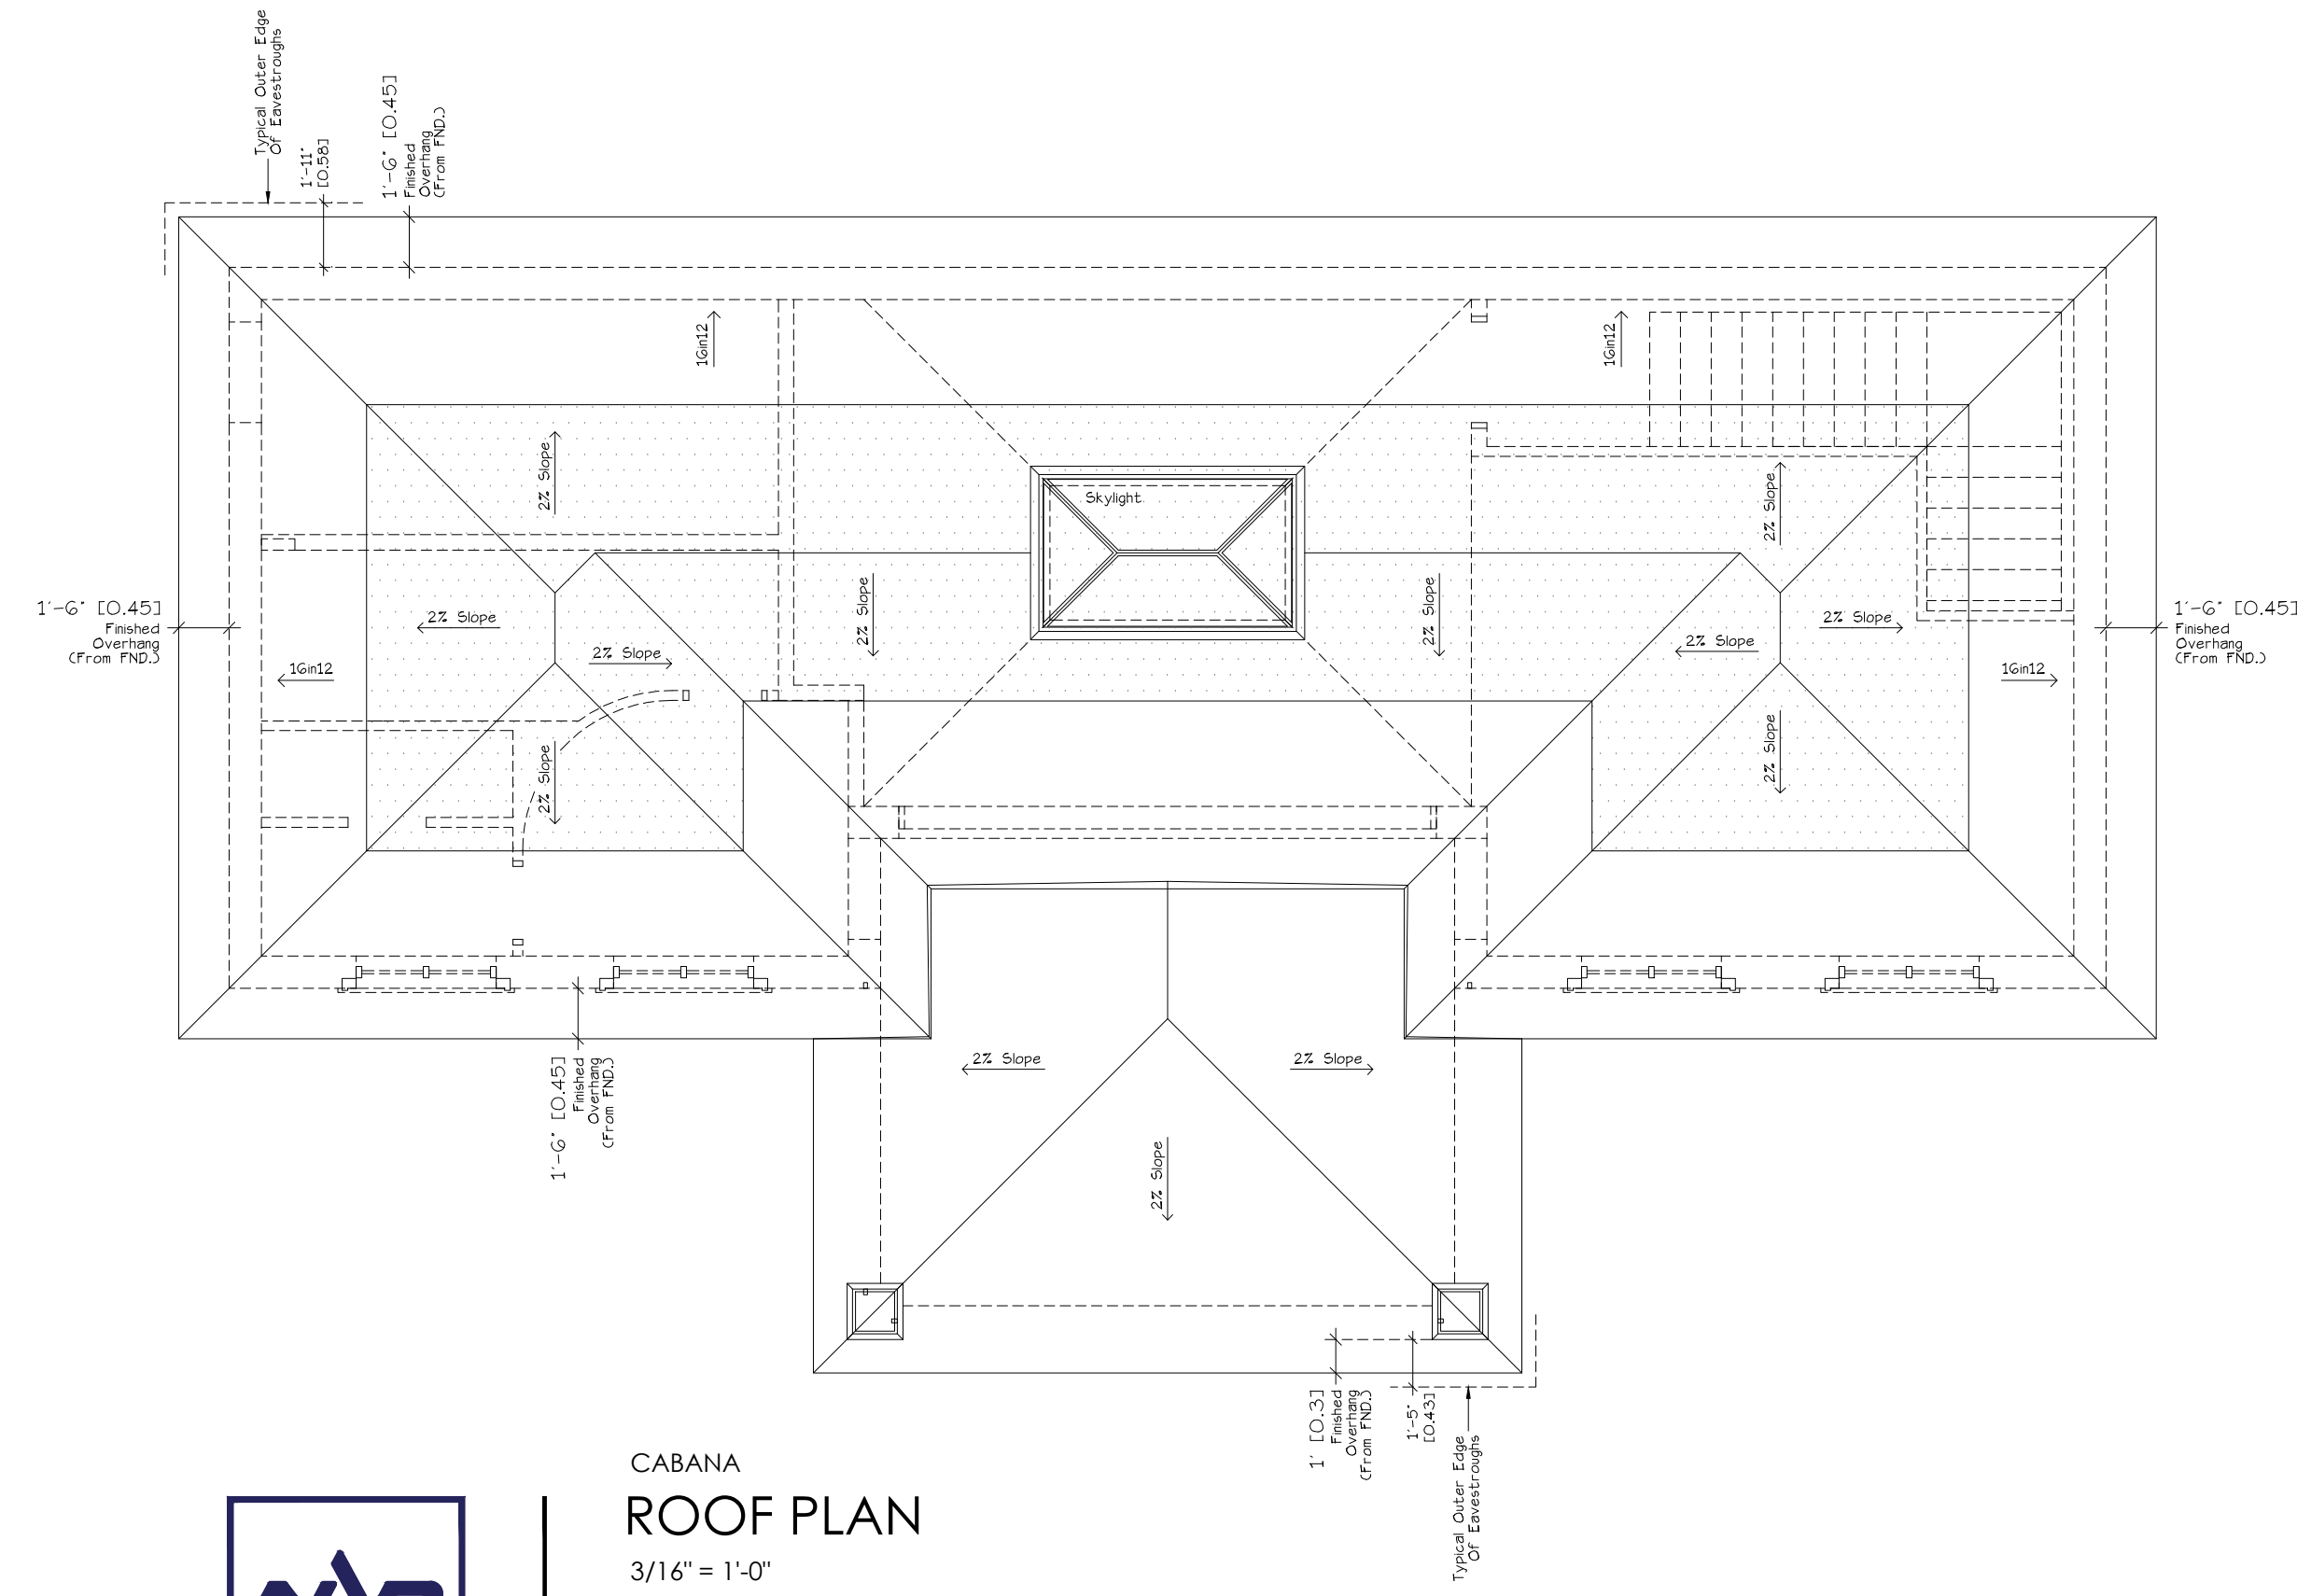 Typical Outer Edge
Of Eavestroughs
1'-11"
[0.58]
1'-6" [0.45]
Finished
Overhang
(From FND.)
16in12
16in12
2% Slope
Skylight
2% Slope
2% Slope
2% Slope
1'-6" [0.45]
Finished
Overhang
(From FND.)
2% Slope
2% Slope
2% Slope
2% Slope
1'-6" [0.45]
Finished
Overhang
(From FND.)
16in12
16in12
2% Slope
2% Slope
1'-6" [0.45]
Finished
Overhang
(From FND.)
2% Slope
2% Slope
2% Slope
1' [0.3]
Finished
Overhang
(From FND.)
1'-5"
[0.43]
Typical Outer Edge
Of Eavestroughs
CABANA
ROOF PLAN
3/16" = 1'-0"